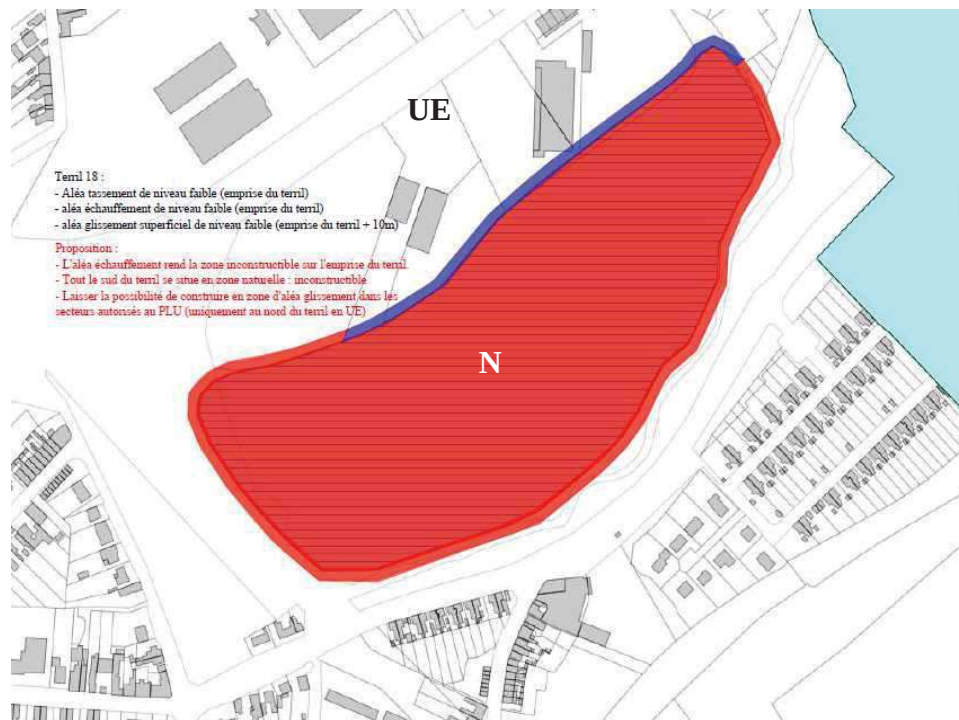 UE
Terril 18 :
- Aléa tassement de niveau faible (emprise du terril)
- aléa échauffement de niveau faible (emprise du terril)
- aléa glissement superficiel de niveau faible (emprise du terril + 10m)
Proposition :
- L'aléa échauffement rend la zone inconstructible sur l'emprise du terril.
- Tout le sud du terril se situe en zone naturelle : inconstructible
- Laisser la possibilité de construire en zone d'aléa glissement dans les
secteurs autorisés au PLU (uniquement au nord du terril en UE)
N